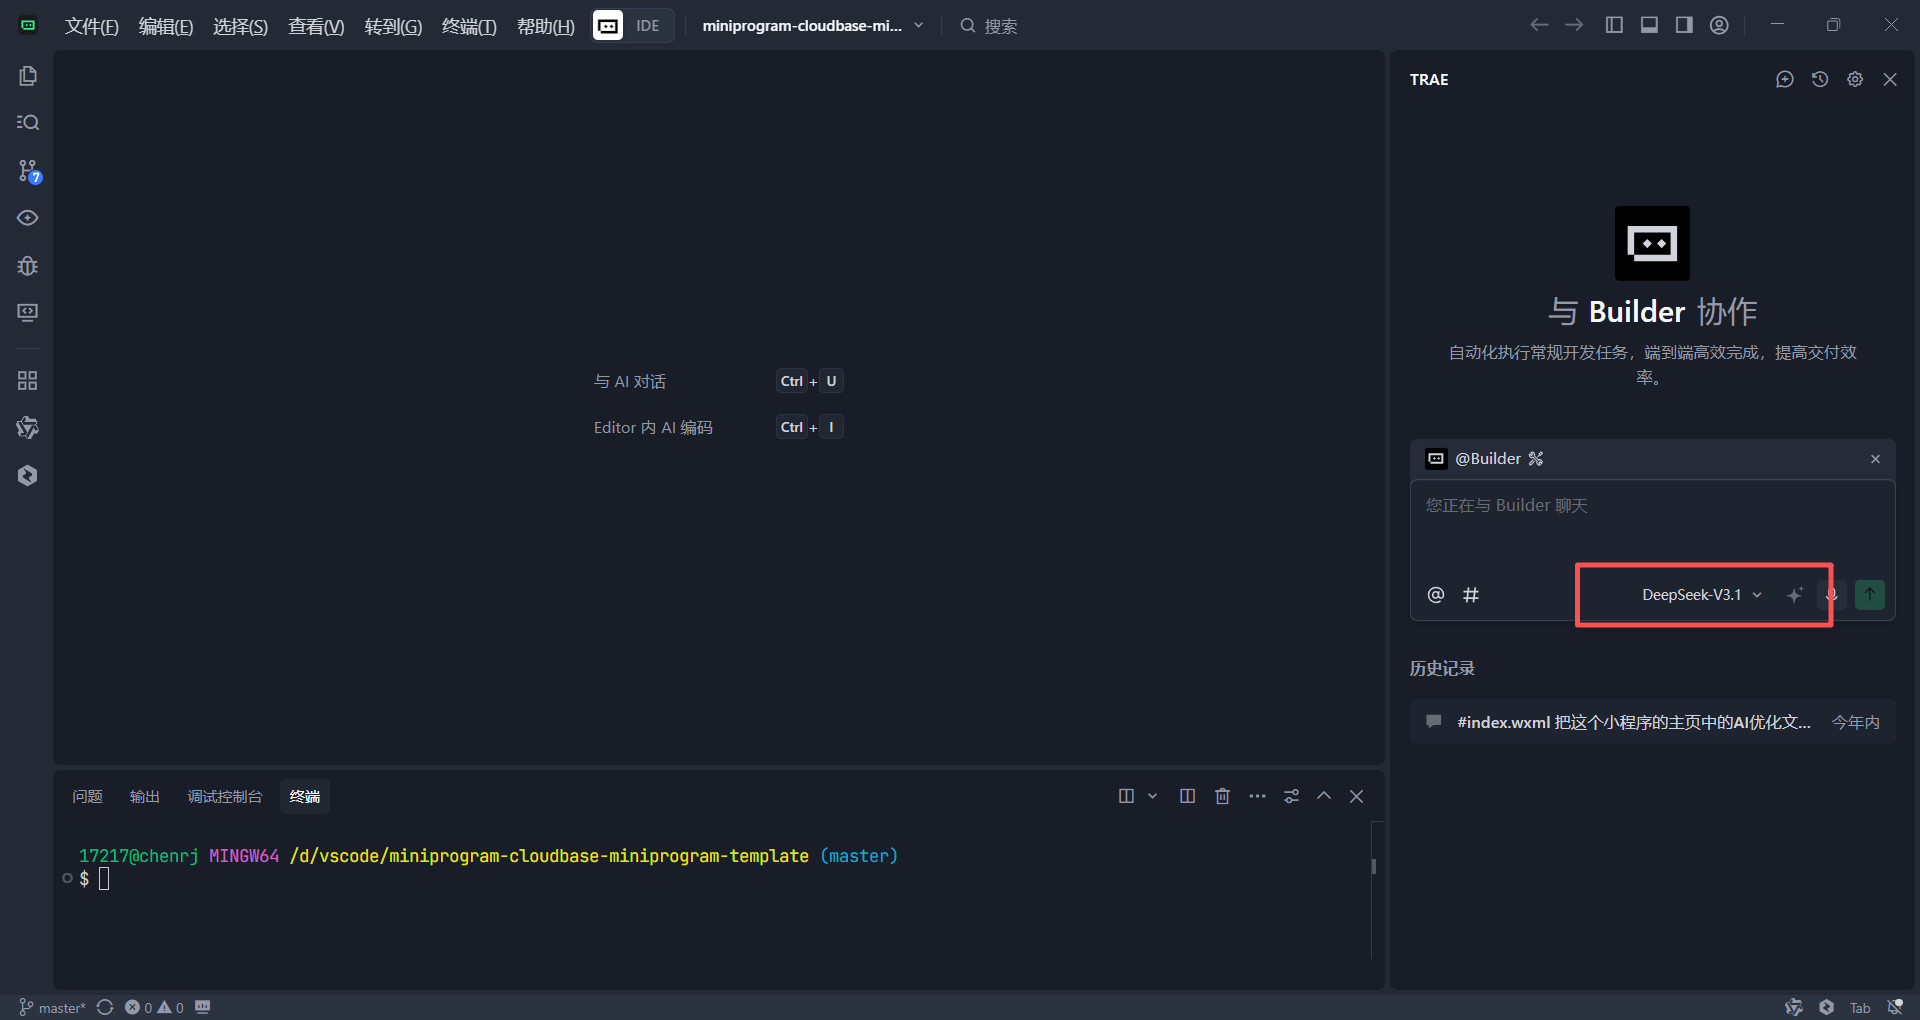 文件(F) 编辑(E) 选择(S) 查看(V) 转到(G) 终端(T) 帮助(H) IDE miniprogram-cloudbase-mi... 搜索
TRAE
7
与 Builder 协作
自动化执行常规开发任务，端到端高效完成，提高交付效
率。
与 AI 对话 Ctrl + U
Editor 内 AI 编码 Ctrl + I
@Builder
您正在与 Builder 聊天
@ # DeepSeek-V3.1
历史记录
#index.wxml 把这个小程序的主页中的AI优化文... 今年内
问题 输出 调试控制台 终端
17217@chenrj MINGW64 /d/vscode/miniprogram-cloudbase-miniprogram-template (master)
$
master* 0 0 Tab